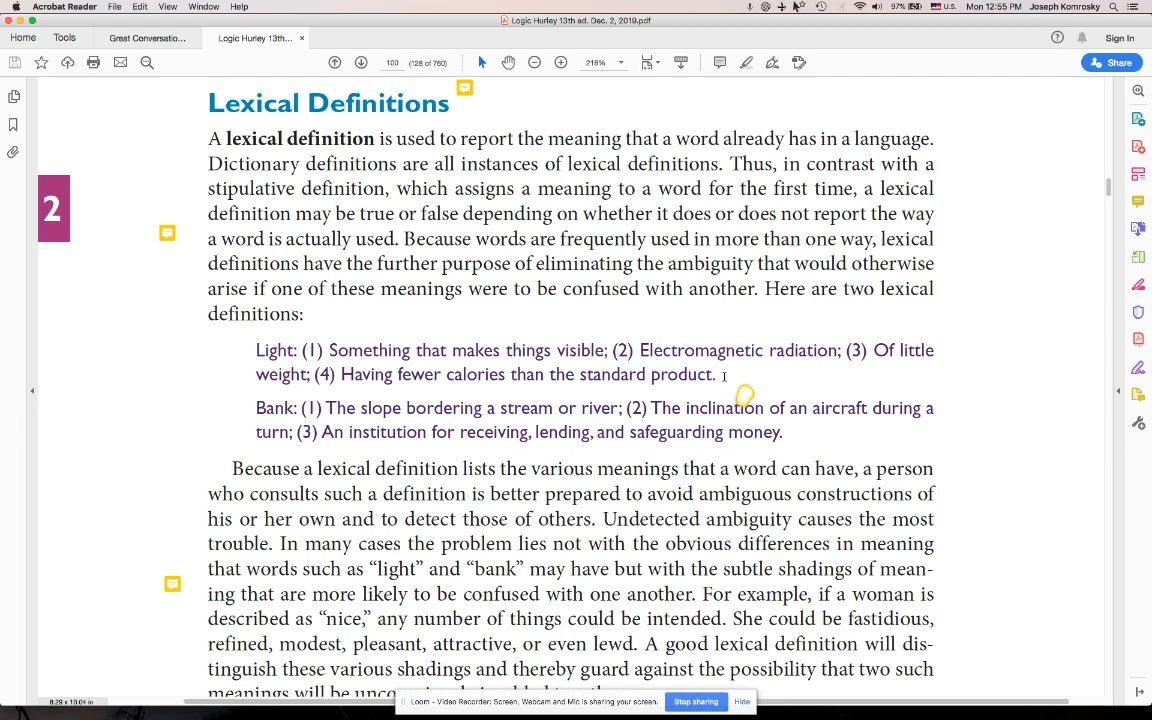 Acrobat Reader File Edit View Window Help 97% U.S. Mon 12:55 PM Joseph Komrosky
Logic Hurley 13th ed. Dec. 2, 2019.pdf
Home Tools Great Conversatio... Logic Hurley 13th... × Sign In
100 (128 of 760) 218% Share
Lexical Definitions
A lexical definition is used to report the meaning that a word already has in a language.
Dictionary definitions are all instances of lexical definitions. Thus, in contrast with a
stipulative definition, which assigns a meaning to a word for the first time, a lexical
2
definition may be true or false depending on whether it does or does not report the way
a word is actually used. Because words are frequently used in more than one way, lexical
definitions have the further purpose of eliminating the ambiguity that would otherwise
arise if one of these meanings were to be confused with another. Here are two lexical
definitions:
Light: (1) Something that makes things visible; (2) Electromagnetic radiation; (3) Of little
weight; (4) Having fewer calories than the standard product.
Bank: (1) The slope bordering a stream or river; (2) The inclination of an aircraft during a
turn; (3) An institution for receiving, lending, and safeguarding money.
Because a lexical definition lists the various meanings that a word can have, a person
who consults such a definition is better prepared to avoid ambiguous constructions of
his or her own and to detect those of others. Undetected ambiguity causes the most
trouble. In many cases the problem lies not with the obvious differences in meaning
that words such as “light” and “bank” may have but with the subtle shadings of mean-
ing that are more likely to be confused with one another. For example, if a woman is
described as “nice,” any number of things could be intended. She could be fastidious,
refined, modest, pleasant, attractive, or even lewd. A good lexical definition will dis-
tinguish these various shadings and thereby guard against the possibility that two such
meanings will be
8.29 x 10.04 in
Loom - Video Recorder: Screen, Webcam and Mic is sharing your screen. Stop sharing Hide